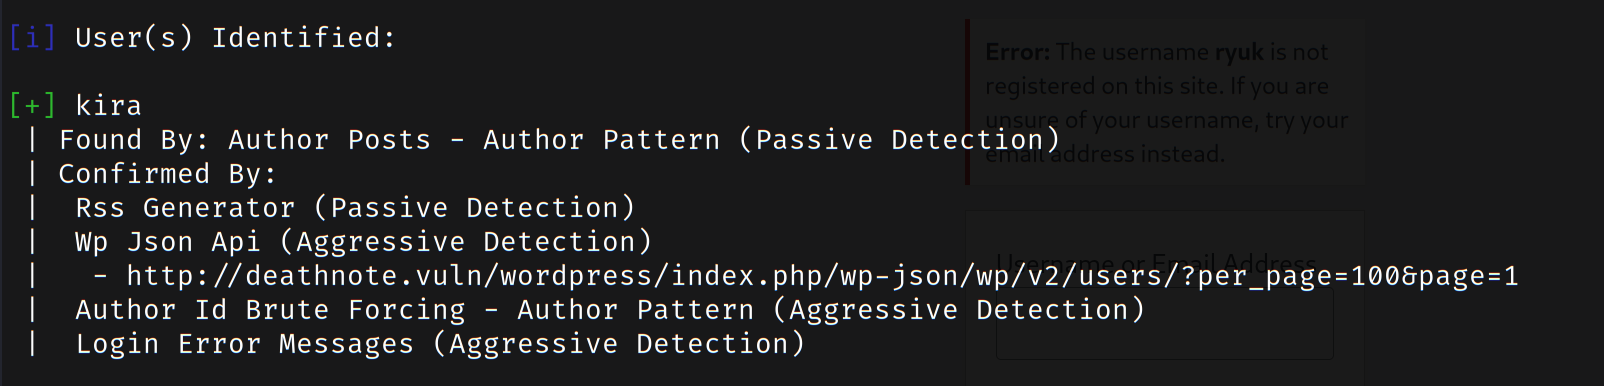 [i] User(s) Identified:
[+] kira
| Found By: Author Posts - Author Pattern (Passive Detection)
| Confirmed By:
|  Rss Generator (Passive Detection)
|  Wp Json Api (Aggressive Detection)
|   - http://deathnote.vuln/wordpress/index.php/wp-json/wp/v2/users/?per_page=100&page=1
|  Author Id Brute Forcing - Author Pattern (Aggressive Detection)
|  Login Error Messages (Aggressive Detection)
Error: The username ryuk is not
registered on this site. If you are
unsure of your username, try your
email address instead.
Username or Email Address